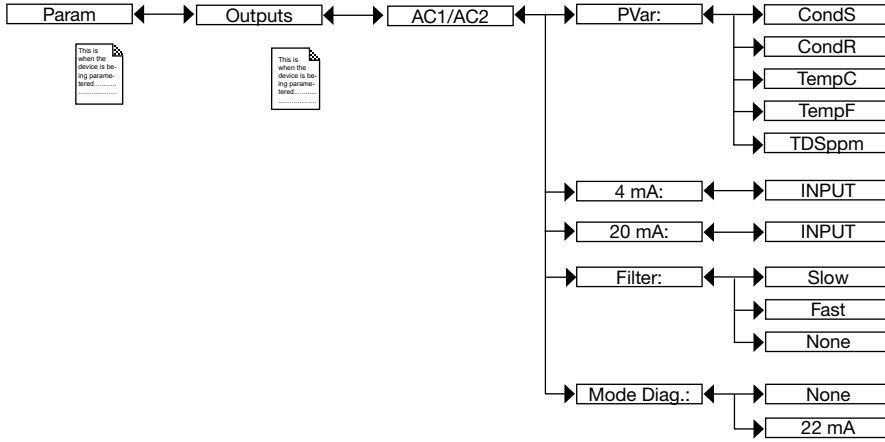 Param
Outputs
AC1/AC2
PVar:
CondS
CondR
TempC
TempF
TDSppm
This is
when the
device is be-
ing parame-
tered............
......................
This is
when the
device is be-
ing parame-
tered............
......................
4 mA:
INPUT
20 mA:
INPUT
Filter:
Slow
Fast
None
Mode Diag.:
None
22 mA